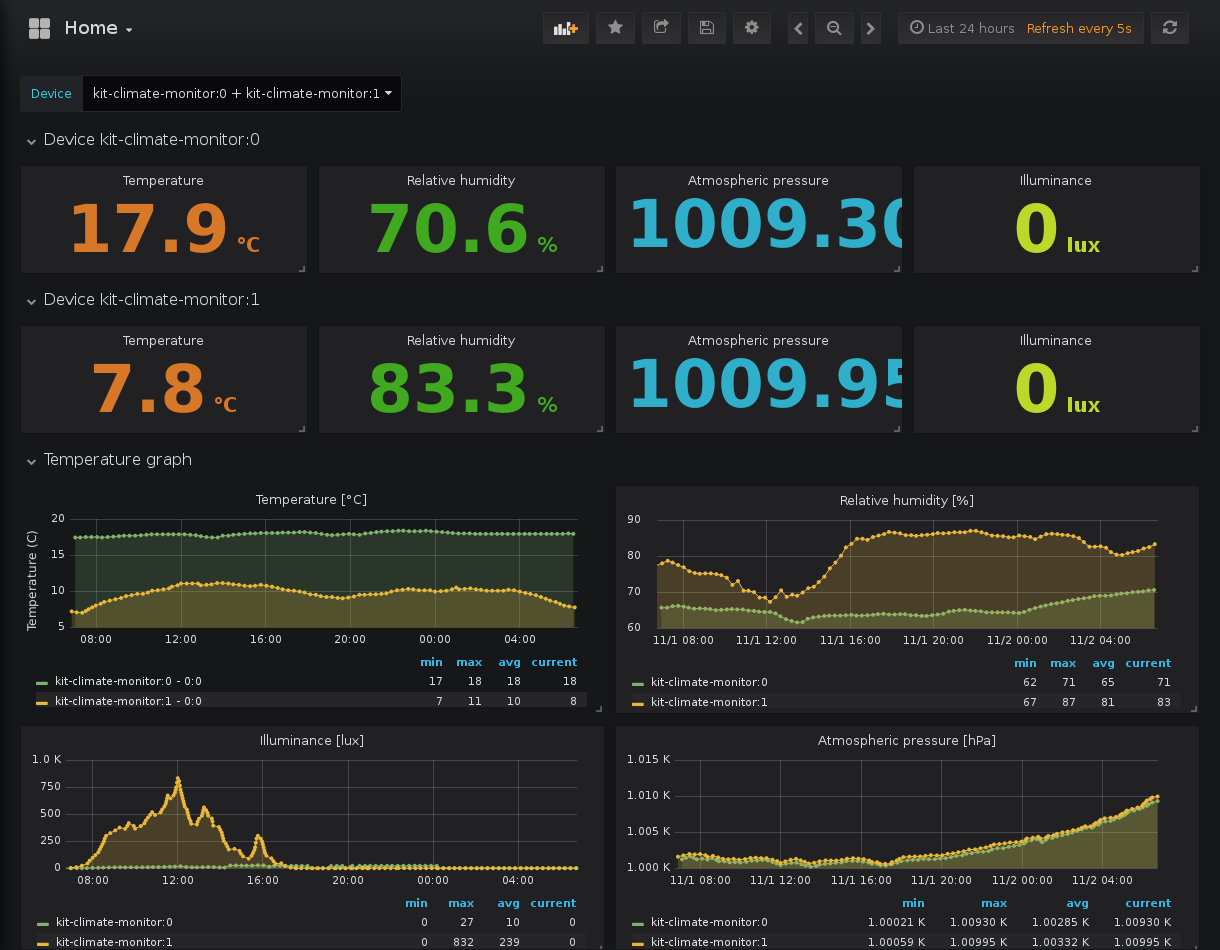 Home
Last 24 hours Refresh every 5s
Device kit-climate-monitor:0 + kit-climate-monitor:1
Device kit-climate-monitor:0
Temperature Relative humidity Atmospheric pressure Illuminance
17.9 °C 70.6 % 1009.30 0 lux
Device kit-climate-monitor:1
Temperature Relative humidity Atmospheric pressure Illuminance
7.8 °C 83.3 % 1009.95 0 lux
Temperature graph
Temperature [°C]
Temperature (C)
20
15
10
5
08:00 12:00 16:00 20:00 00:00 04:00
min max avg current
kit-climate-monitor:0 - 0:0 17 18 18 18
kit-climate-monitor:1 - 0:0 7 11 10 8
Relative humidity [%]
90
80
70
60
11/1 08:00 11/1 12:00 11/1 16:00 11/1 20:00 11/2 00:00 11/2 04:00
min max avg current
kit-climate-monitor:0 62 71 65 71
kit-climate-monitor:1 67 87 81 83
Illuminance [lux]
1.0 K
750
500
250
0
08:00 12:00 16:00 20:00 00:00 04:00
min max avg current
kit-climate-monitor:0 0 27 10 0
kit-climate-monitor:1 0 832 239 0
Atmospheric pressure [hPa]
1.015 K
1.010 K
1.005 K
1.000 K
11/1 08:00 11/1 12:00 11/1 16:00 11/1 20:00 11/2 00:00 11/2 04:00
min max avg current
kit-climate-monitor:0 1.00021 K 1.00930 K 1.00285 K 1.00930 K
kit-climate-monitor:1 1.00059 K 1.00995 K 1.00332 K 1.00995 K